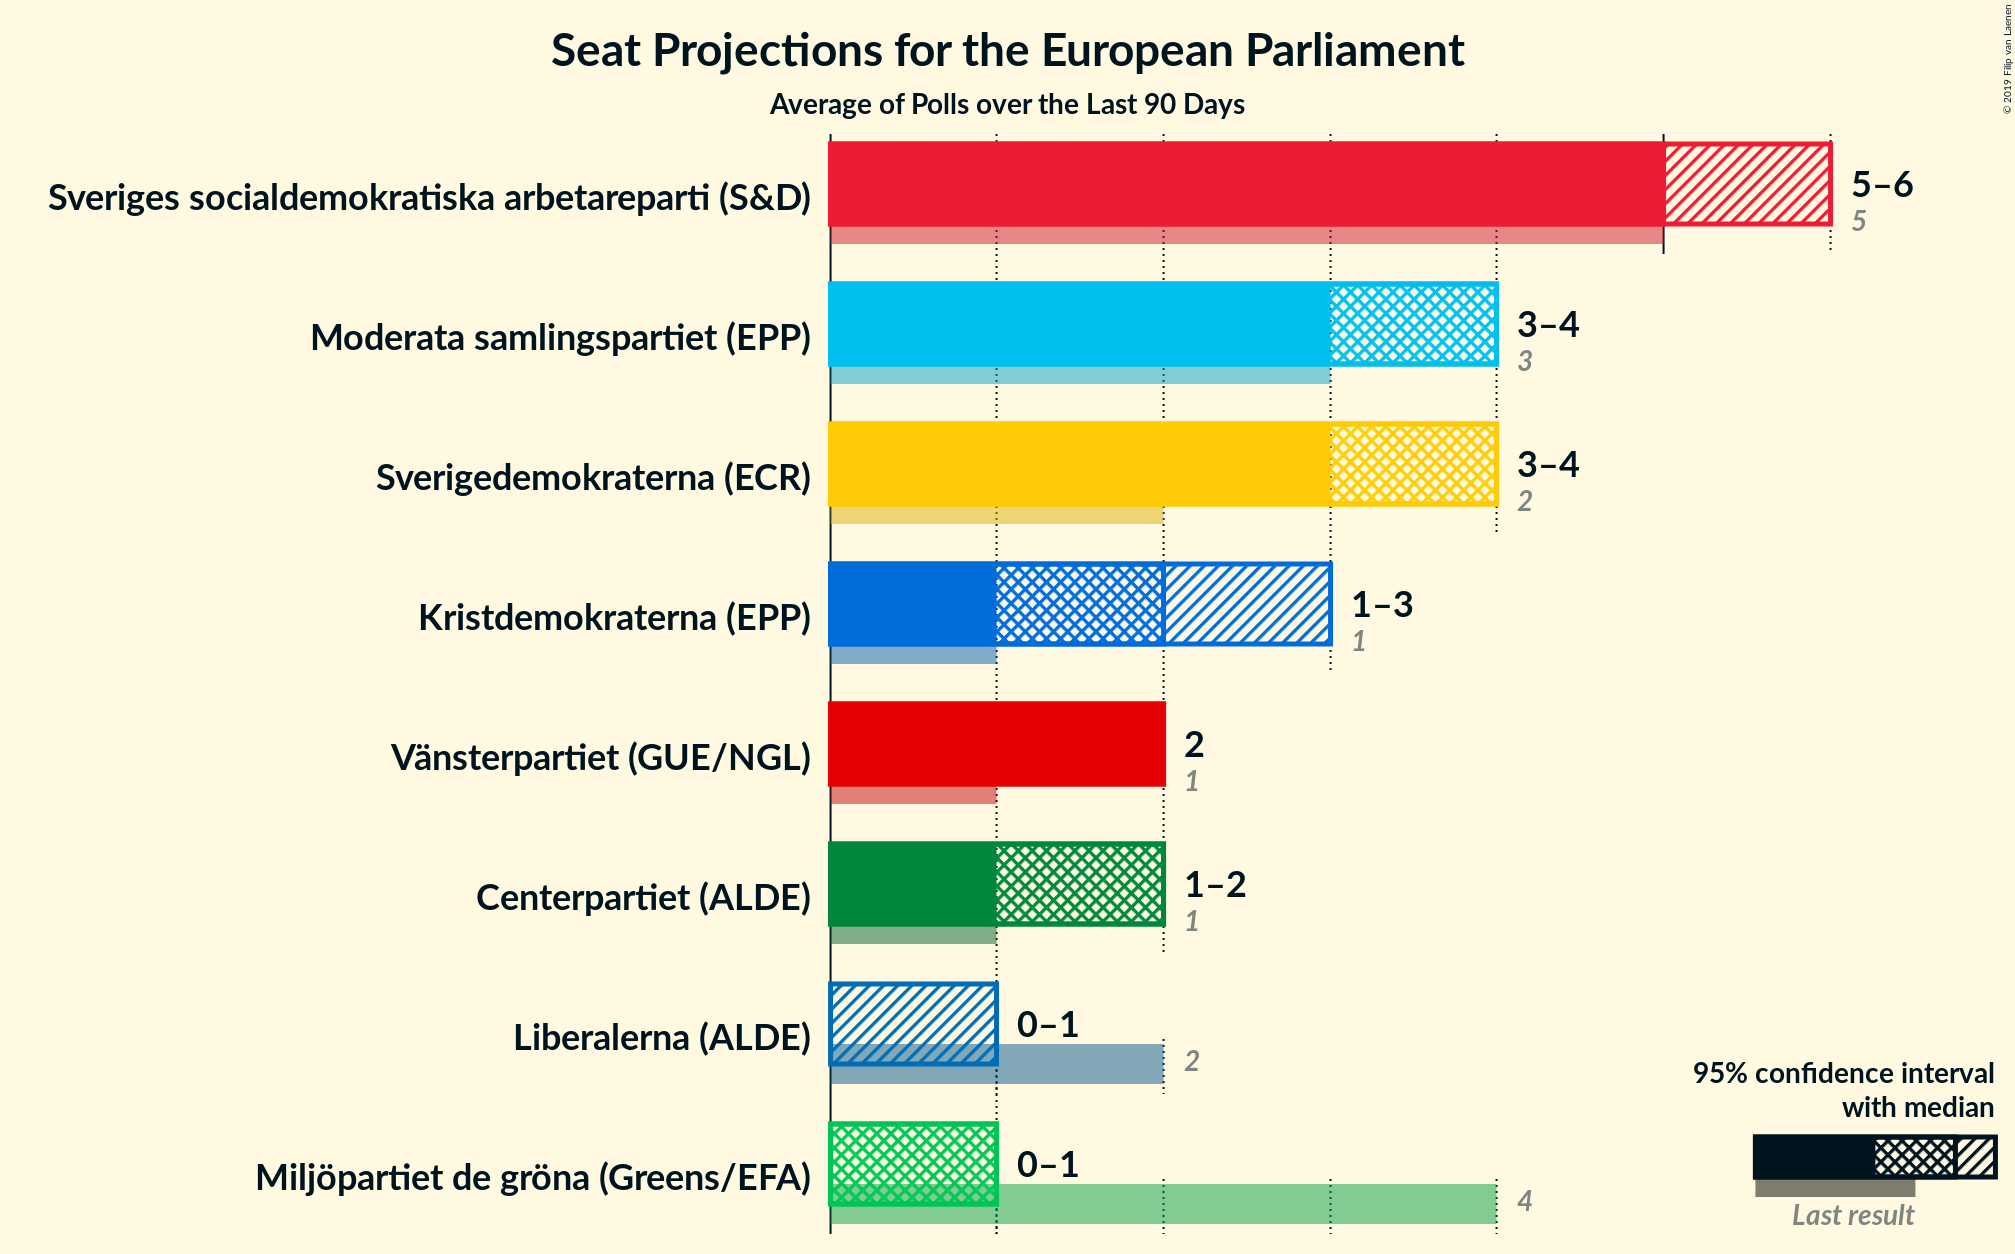 Seat Projections for the European Parliament
Average of Polls over the Last 90 Days
© 2019 Filip van Laenen
Sveriges socialdemokratiska arbetareparti (S&D)
5–6
5
Moderata samlingspartiet (EPP)
3–4
3
Sverigedemokraterna (ECR)
3–4
2
Kristdemokraterna (EPP)
1–3
1
Vänsterpartiet (GUE/NGL)
2
1
Centerpartiet (ALDE)
1–2
1
Liberalerna (ALDE)
0–1
2
Miljöpartiet de gröna (Greens/EFA)
0–1
4
95% confidence interval
with median
Last result